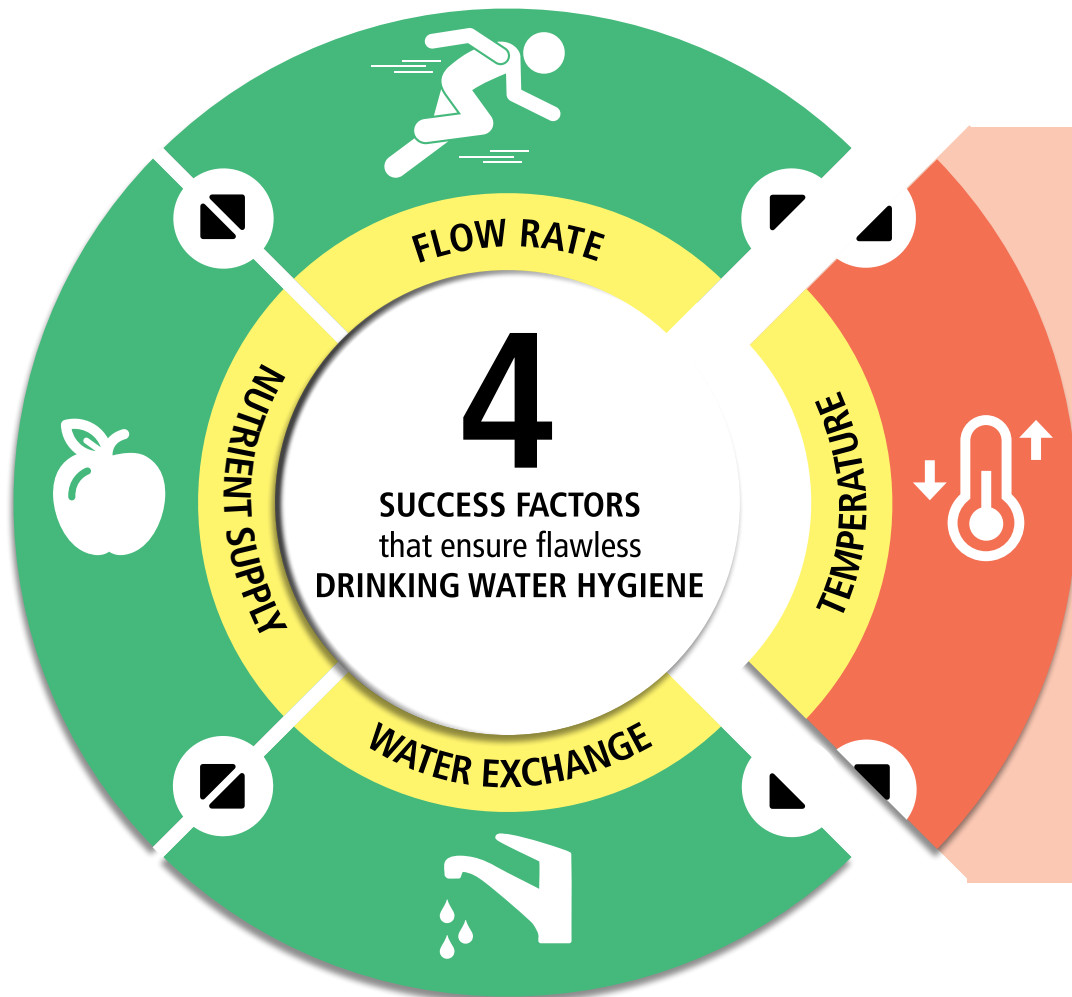 FLOW RATE
4
SUCCESS FACTORS
that ensure flawless
DRINKING WATER HYGIENE
NUTRIENT SUPPLY
TEMPERATURE
WATER EXCHANGE